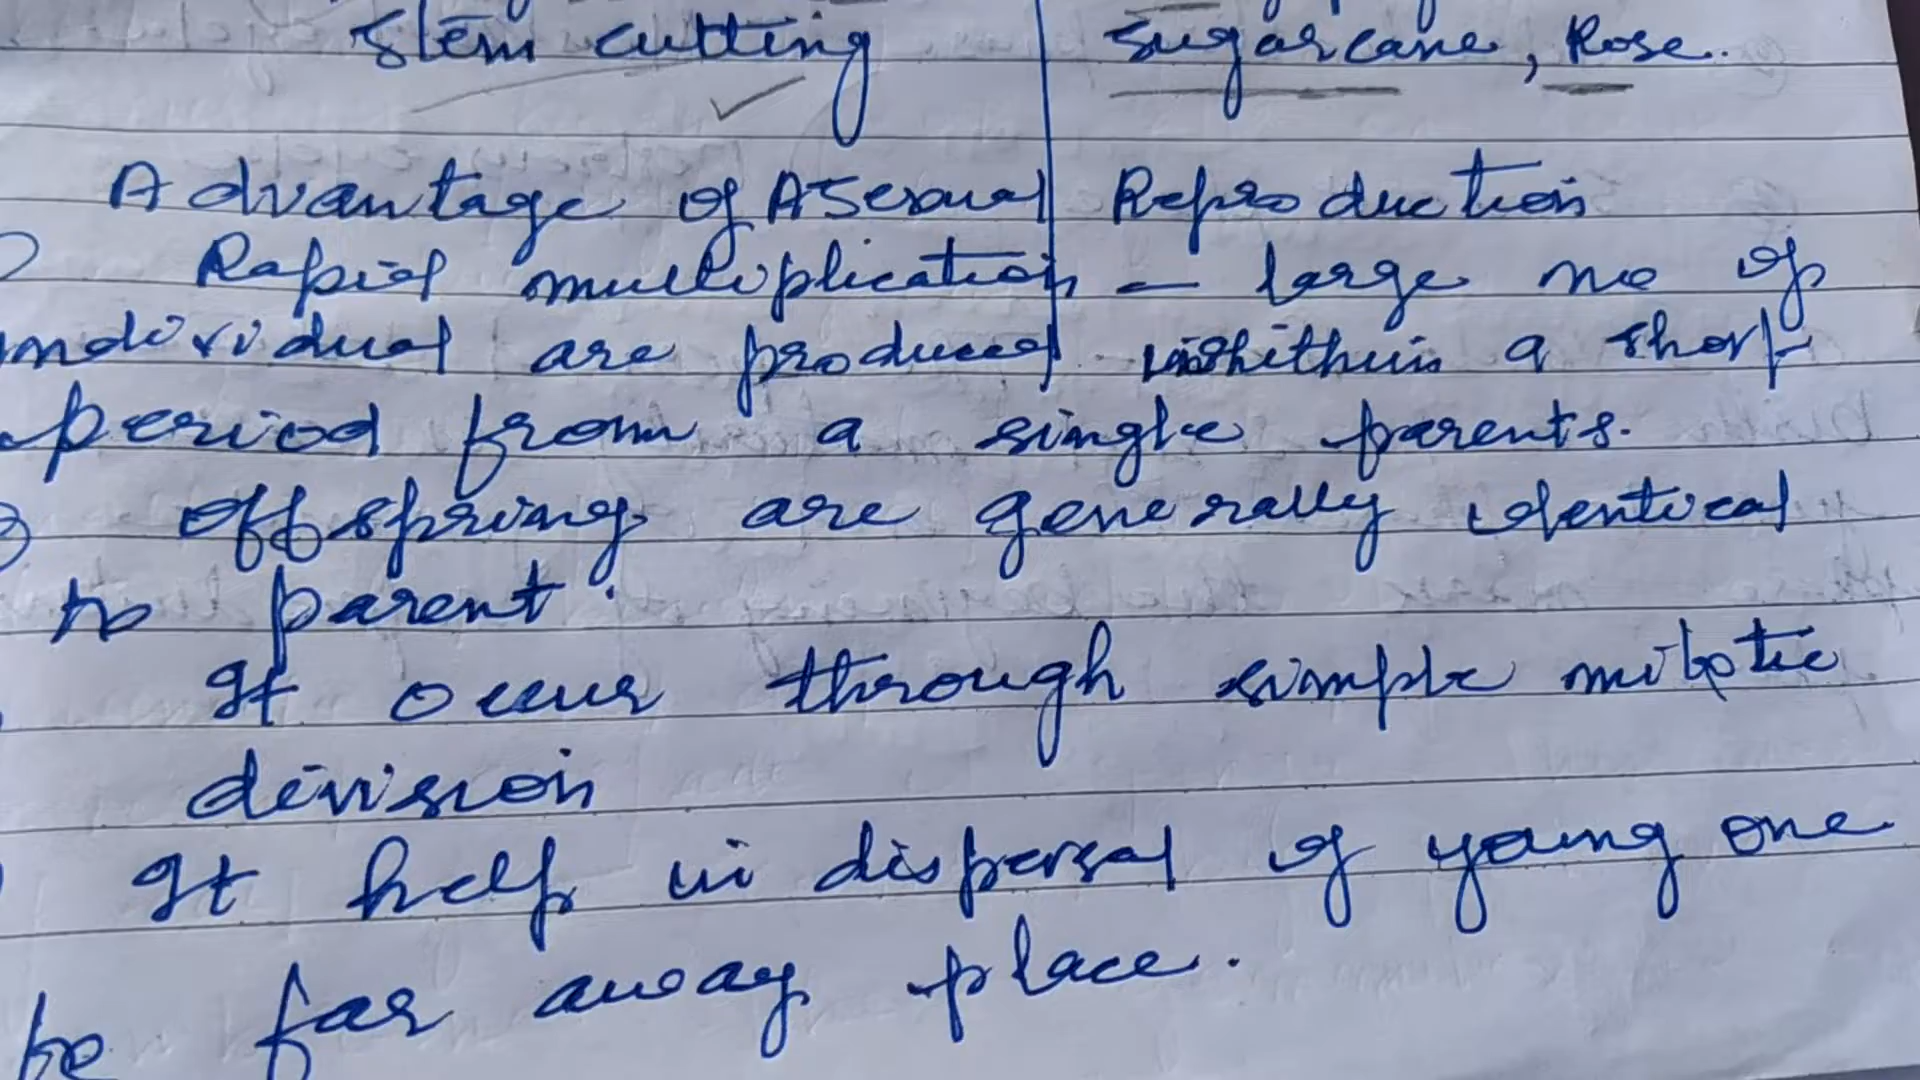 Stem cutting Sugarcane, Rose.
Advantage of Asexual Reproduction
Rapid multiplication — large no of
individual are produced within a short
period from a single parents.
offspring are generally identical
to parent.
It occur through simple mitotic
division
It help in dispersal of young one
to far away place.